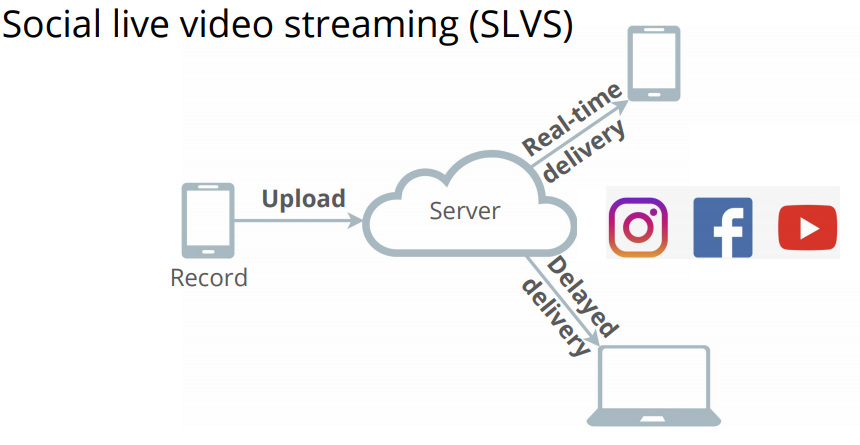 Social live video streaming (SLVS)
Real-time
delivery
Upload
Server
Record
Delayed
delivery